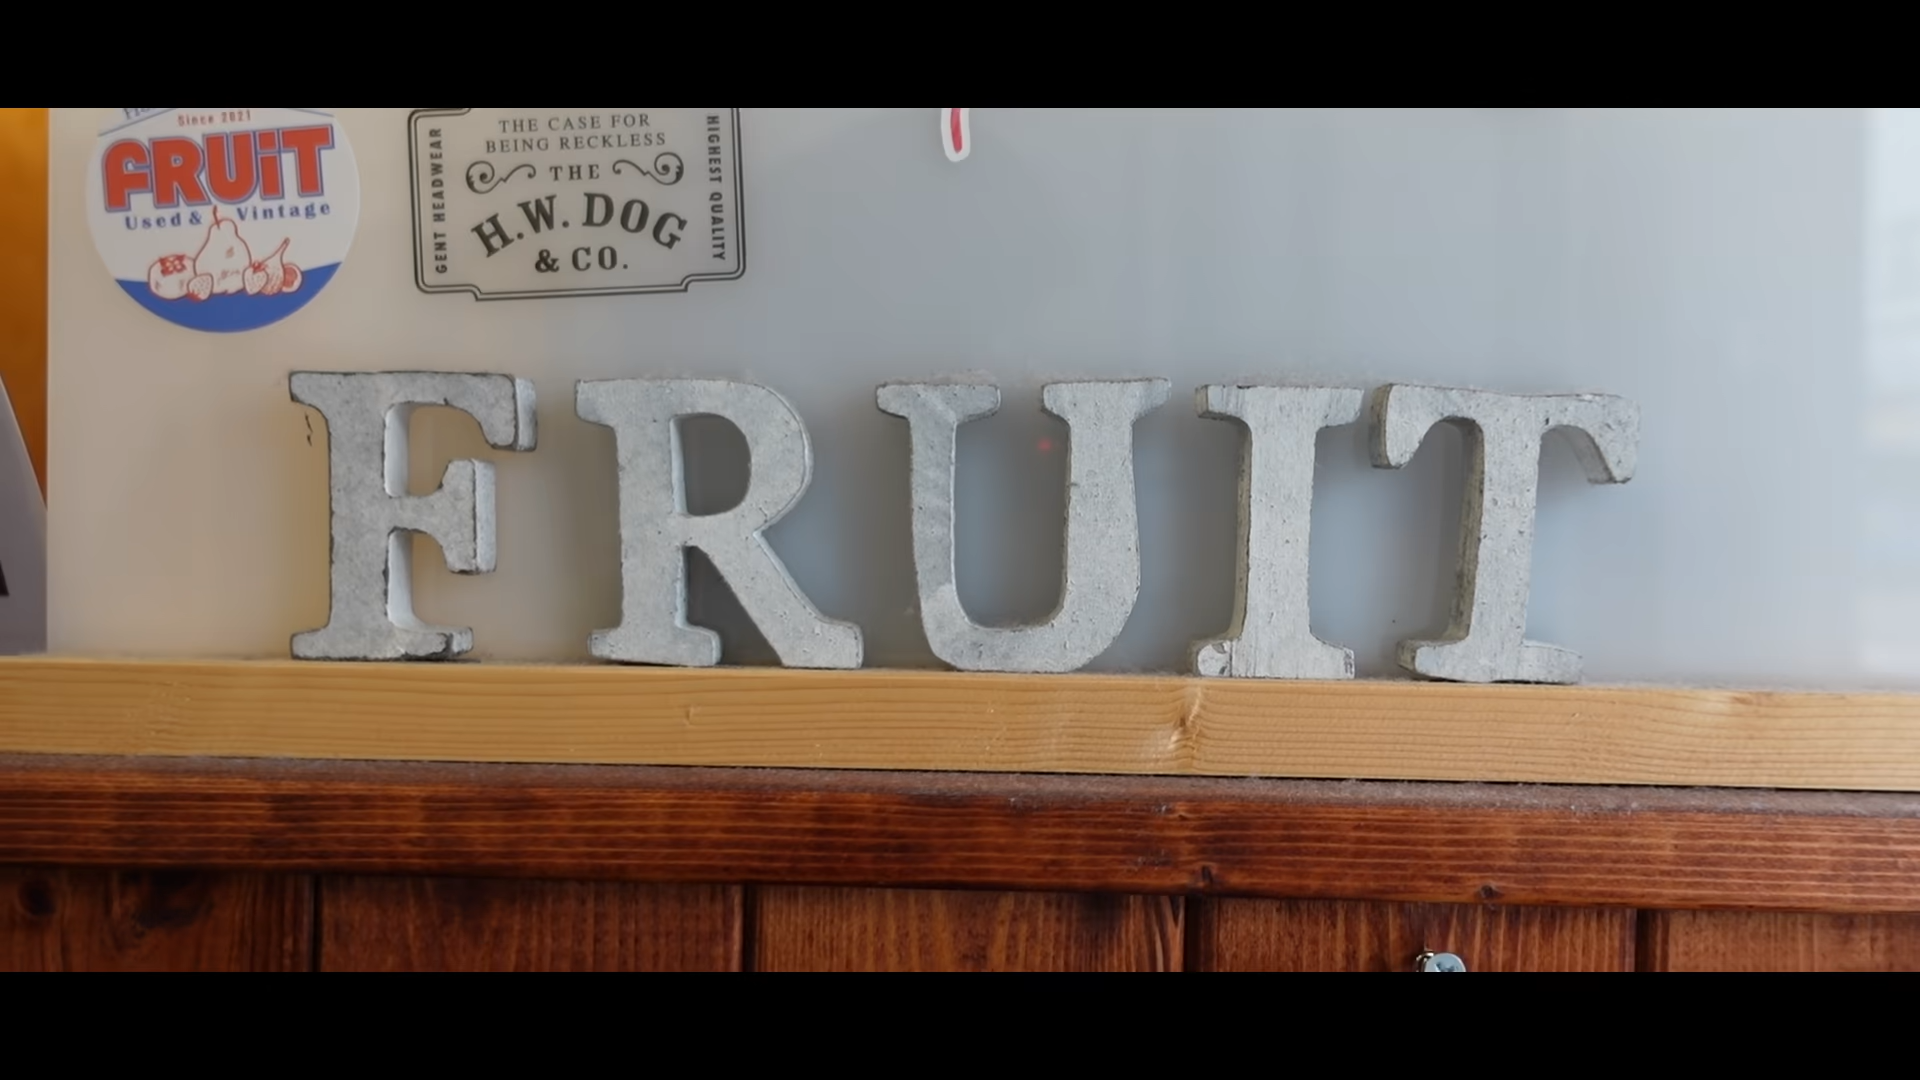 Since 2021
FRUiT
Used & Vintage
THE CASE FOR
BEING RECKLESS
THE
H.W. DOG
& CO.
GENT HEADWEAR
HIGHEST QUALITY
FRUIT